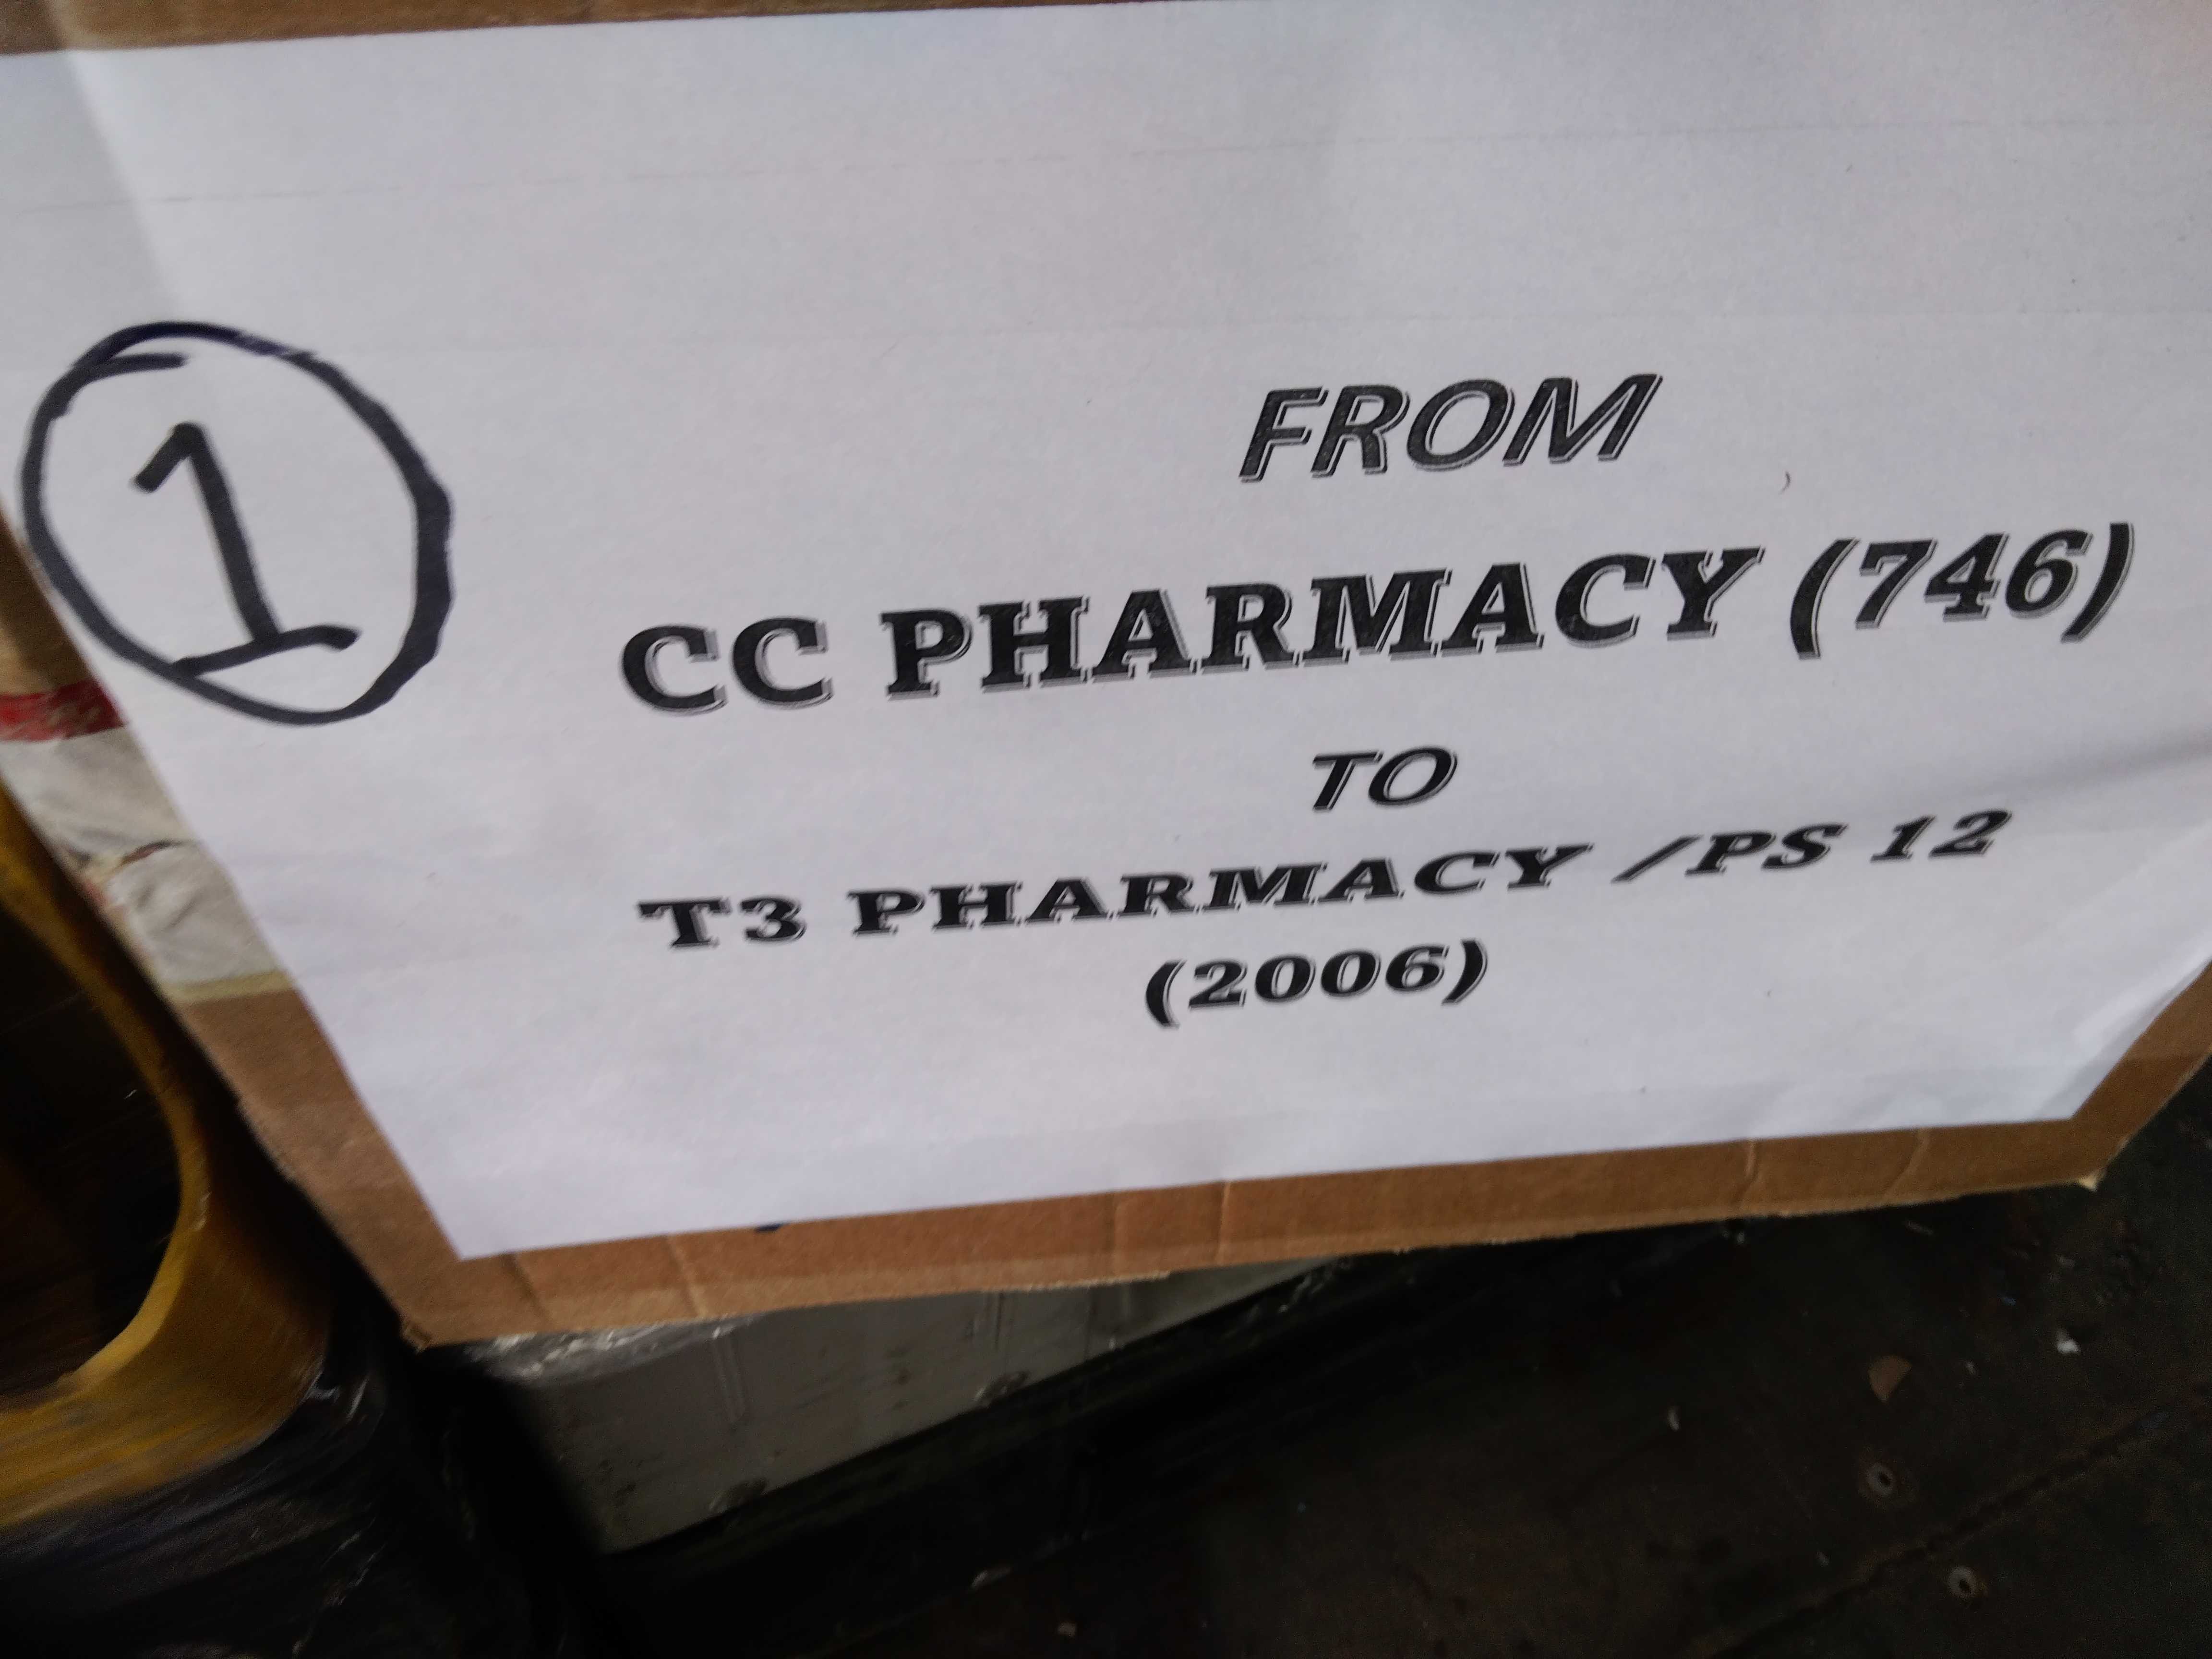 1
FROM
CC PHARMACY (746)
TO
T3 PHARMACY /PS 12
(2006)